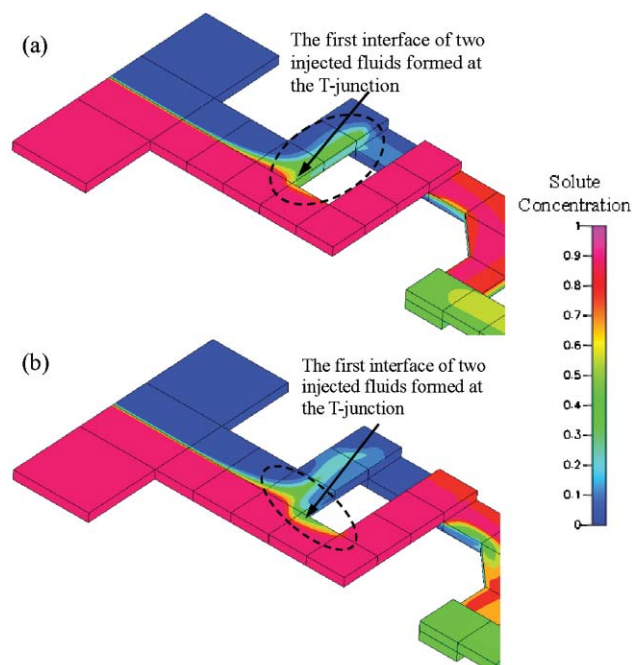 (a)
The first interface of two
injected fluids formed at
the T-junction
Solute
Concentration
1
0.9
0.8
0.7
0.6
0.5
0.4
0.3
0.2
0.1
0
(b)
The first interface of two
injected fluids formed at
the T-junction